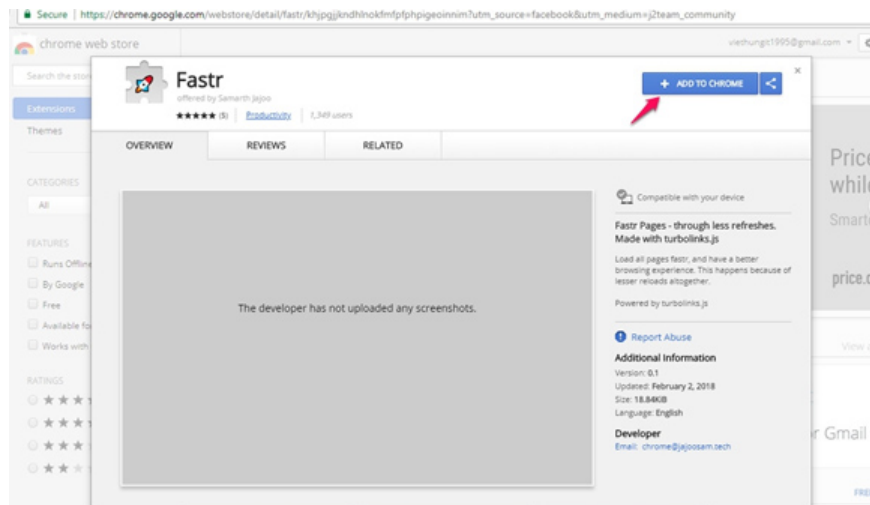 Secure | https://chrome.google.com/webstore/detail/fastr/khjpgjjkndhlnokfmfpfphpigeoinnim?utm_source=facebook&utm_medium=j2team_community
chrome web store
viethungit1995@gmail.com
Search the store
Fastr
offered by Samarth Jajoo
(5) Productivity 1,349 users
+ ADD TO CHROME
×
Extensions
Themes
OVERVIEW REVIEWS RELATED
CATEGORIES
All
FEATURES
Runs Offline
By Google
Free
Available fo
Works with
RATINGS
The developer has not uploaded any screenshots.
Compatible with your device
Fastr Pages - through less refreshes.
Made with turbolinks.js
Load all pages fastr, and have a better
browsing experience. This happens because of
lesser reloads altogether.
Powered by turbolinks.js
Report Abuse
Additional Information
Version: 0.1
Updated: February 2, 2018
Size: 18.84KiB
Language: English
Developer
Email: chrome@jajoosam.tech
Price
while
Smarte
price.c
View a
r Gmail
FRE